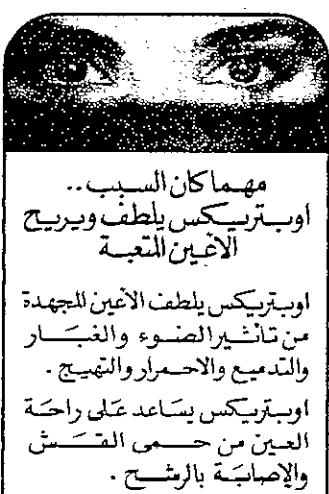 مهما كان السبب..
اوبتريكس يلطف ويريح
الأعين المتعبة
اوبتريكس يلطف الأعين المجهدة
من تأثير الضوء والغبار
والتدميع والاحمرار والتهيج .
اوبتريكس يساعد على راحة
العين من حمى القش
والإصابة بالرشح .